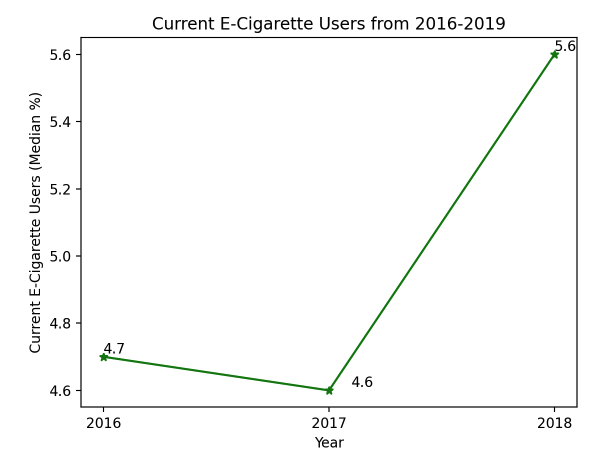 Current E-Cigarette Users from 2016-2019
5.6
5.6
5.4
5.2
5.0
4.8
4.7
4.6
4.6
Current E-Cigarette Users (Median %)
2016 2017 2018
Year